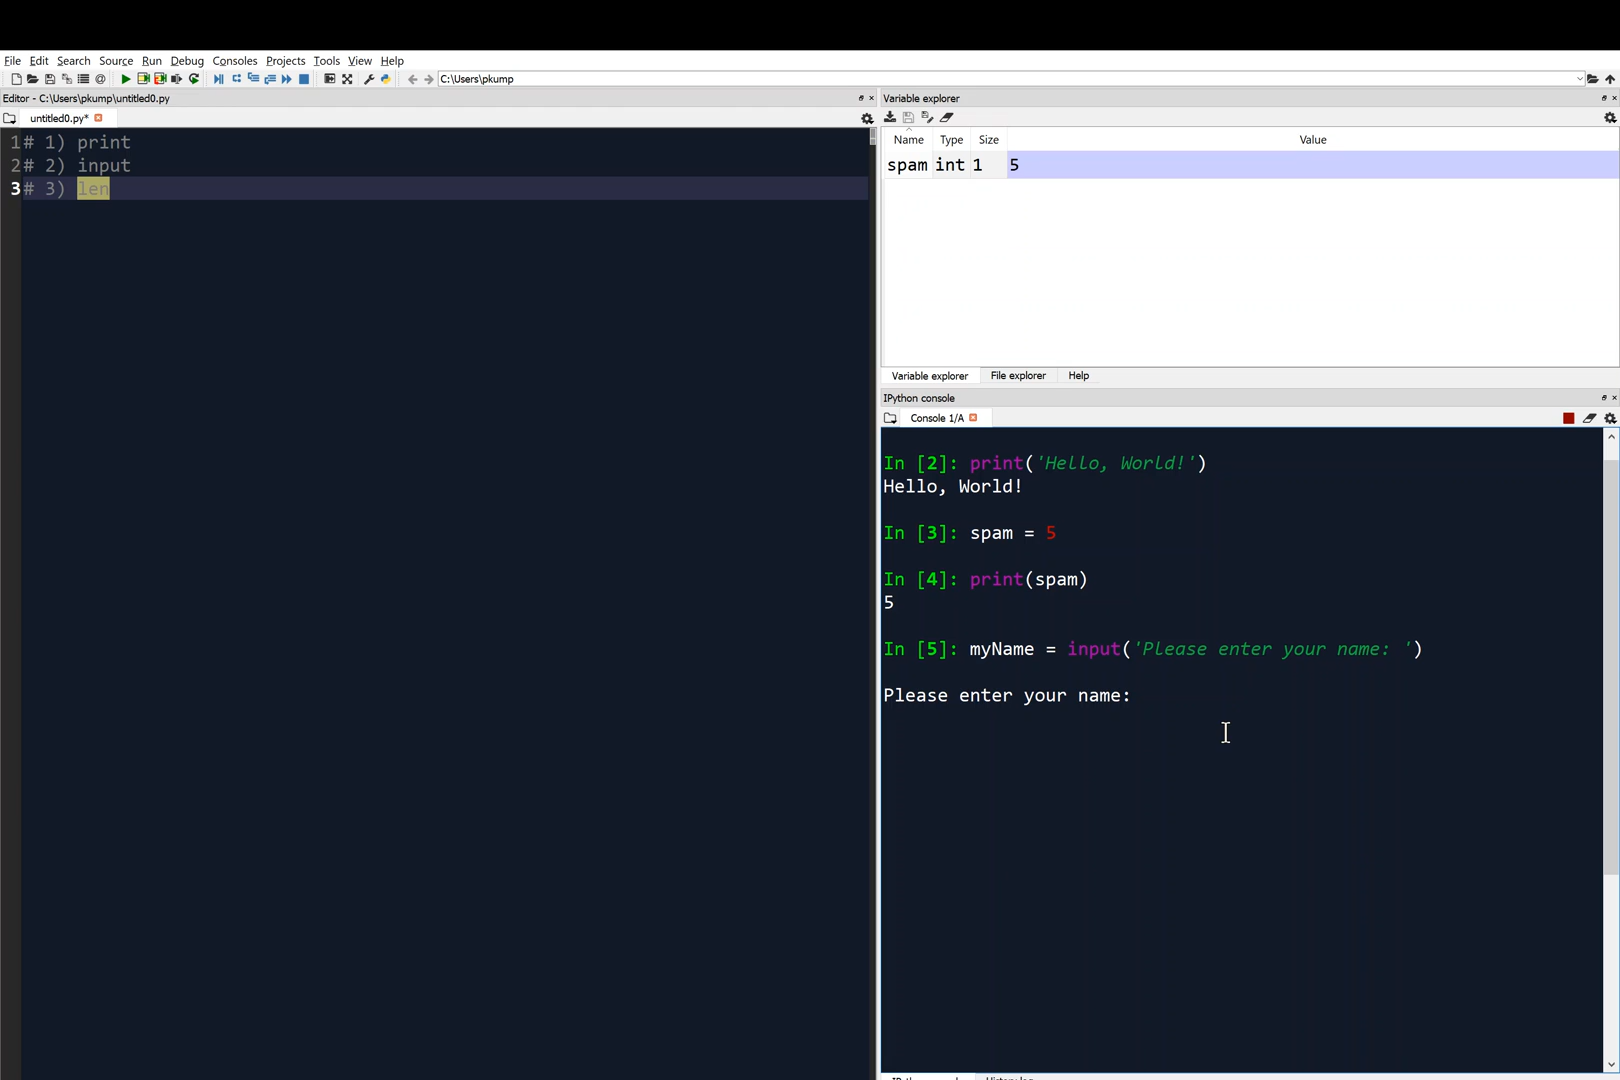 File Edit Search Source Run Debug Consoles Projects Tools View Help
C:\Users\pkump
Editor - C:\Users\pkump\untitled0.py
untitled0.py*
1 # 1) print
2 # 2) input
3 # 3) len
Variable explorer
Name Type Size Value
spam int 1 5
Variable explorer File explorer Help
IPython console
Console 1/A
In [2]: print('Hello, World!')
Hello, World!
In [3]: spam = 5
In [4]: print(spam)
5
In [5]: myName = input('Please enter your name: ')
Please enter your name: